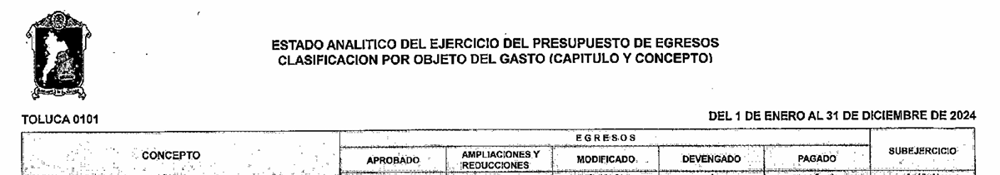 ESTADO ANALITICO DEL EJERCICIO DEL PRESUPUESTO DE EGRESOS
CLASIFICACION POR OBJETO DEL GASTO (CAPITULO Y CONCEPTO)
TOLUCA 0101
DEL 1 DE ENERO AL 31 DE DICIEMBRE DE 2024
EGRESOS
CONCEPTO
SUBEJERCICIO
APROBADO
AMPLIACIONES Y
REDUCCIONES
MODIFICADO
DEVENGADO
PAGADO